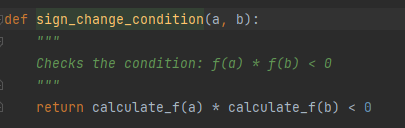 def sign_change_condition(a, b):
"""
Checks the condition: f(a) * f(b) < 0
"""
return calculate_f(a) * calculate_f(b) < 0